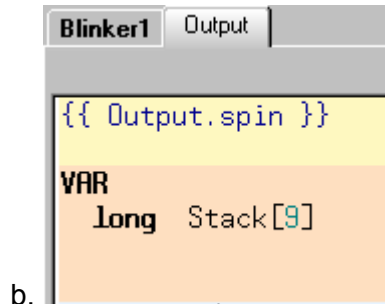 Blinker1 Output
{{ Output.spin }}
VAR
long Stack[9]
b.